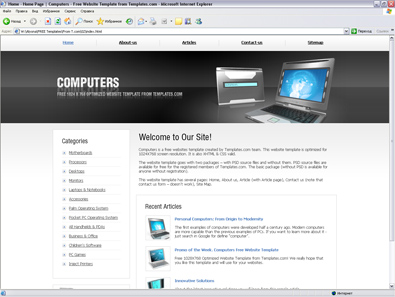 Home - Home Page | Computers - Free Website Template from Templates.com - Microsoft Internet Explorer
Файл Правка Вид Избранное Сервис Справка
Назад Поиск Избранное
Переход Ссылки
Home About us Articles Contact us Sitemap
COMPUTERS
FREE 1024 X 768 OPTIMIZED WEBSITE TEMPLATE FROM TEMPLATES.COM
Categories
Motherboards
Processors
Desktops
Monitors
Laptops & Notebooks
Accessories
Palm Operating System
Pocket PC Operating System
All Handhelds & PDAs
Business & Office
Children's Software
PC Games
Inkjet Printers
Welcome to Our Site!
Computers is a free website template created by Templates.com team. This website template is optimized for
1024X768 screen resolution. It is also XHTML & CSS valid.
This website template goes with two packages – with PSD source files and without them. PSD source files are
available for free for the registered members of Templates.com. The basic package (without PSD is available for
anyone without registration).
This website template has several pages: Home, About us, Article (with Article page), Contact us (note that
contact us form – doesn't work), Site Map.
Recent Articles
Personal Computers: From Origin to Modernity
The first examples of computers were developed half a century ago. Modern computers
are more capable than the previous examples of PCs. If you want to learn more about it -
just search in Google for define "computer".
Promo of the Week, Computers Free Website Template
Free 1024X768 Optimized Website Template from Templates.com! We really hope that
you like this template and will use for your websites.
Innovative Solutions
Интернет